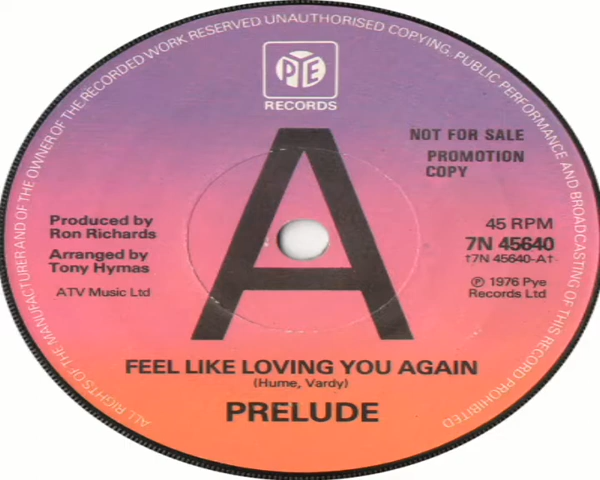 ALL RIGHTS OF THE MANUFACTURER AND OF THE OWNER OF THE RECORDED WORK RESERVED UNAUTHORISED COPYING, PUBLIC PERFORMANCE AND BROADCASTING OF THIS RECORD PROHIBITED
PYE
RECORDS
NOT FOR SALE
PROMOTION
COPY
A
Produced by
Ron Richards
Arranged by
Tony Hymas
ATV Music Ltd
45 RPM
7N 45640
†7N 45640-A†
℗ 1976 Pye
Records Ltd
FEEL LIKE LOVING YOU AGAIN
(Hume, Vardy)
PRELUDE